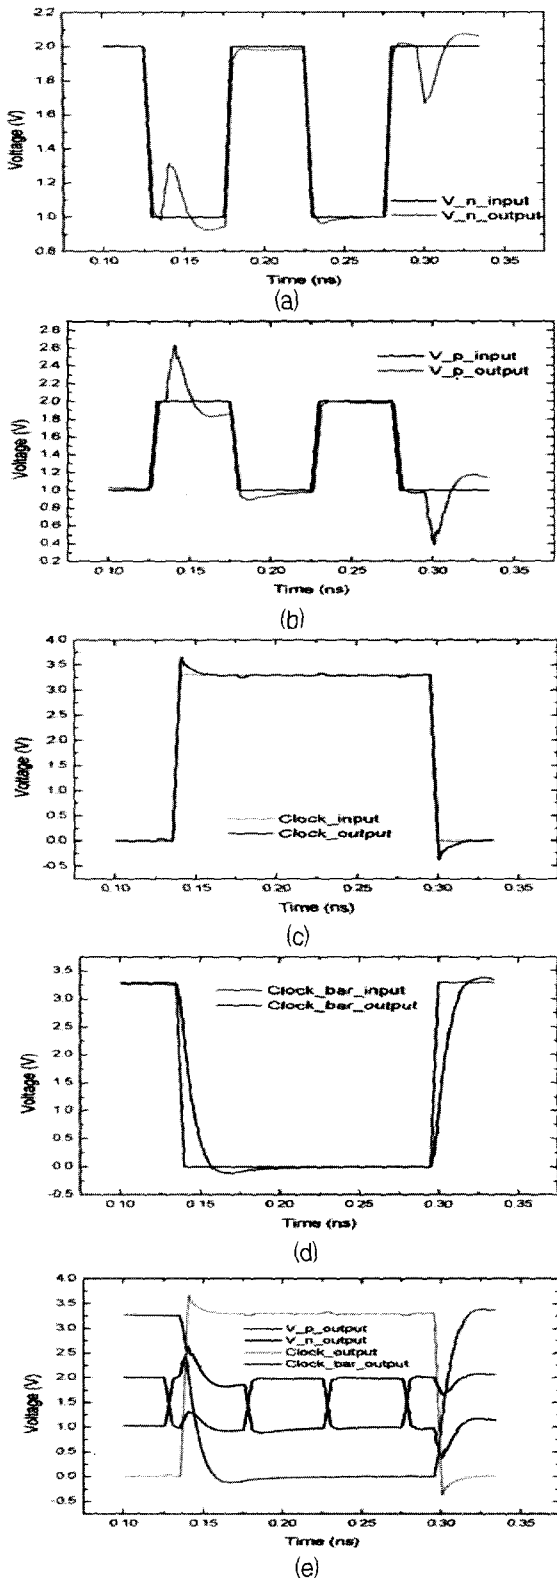 2.2
2.0
1.8
1.6
1.4
1.2
1.0
0.8
Voltage (V)
V_n_input
V_n_output
0.10 0.15 0.20 0.25 0.30 0.35
Time (ns)
(a)
2.8
2.6
2.4
2.2
2.0
1.8
1.6
1.4
1.2
1.0
0.8
0.6
0.4
0.2
Voltage (V)
V_p_input
V_p_output
0.10 0.15 0.20 0.25 0.30 0.35
Time (ns)
(b)
4.0
3.5
3.0
2.5
2.0
1.5
1.0
0.5
0.0
-0.5
Voltage (V)
Clock_input
Clock_output
0.10 0.15 0.20 0.25 0.30 0.35
Time (ns)
(c)
3.5
3.0
2.5
2.0
1.5
1.0
0.5
0.0
-0.5
Voltage (V)
Clock_bar_input
Clock_bar_output
0.10 0.15 0.20 0.25 0.30 0.35
Time (ns)
(d)
4.0
3.5
3.0
2.5
2.0
1.5
1.0
0.5
0.0
-0.5
Voltage (V)
V_p_output
V_n_output
Clock_output
Clock_bar_output
0.10 0.15 0.20 0.25 0.30 0.35
Time (ns)
(e)